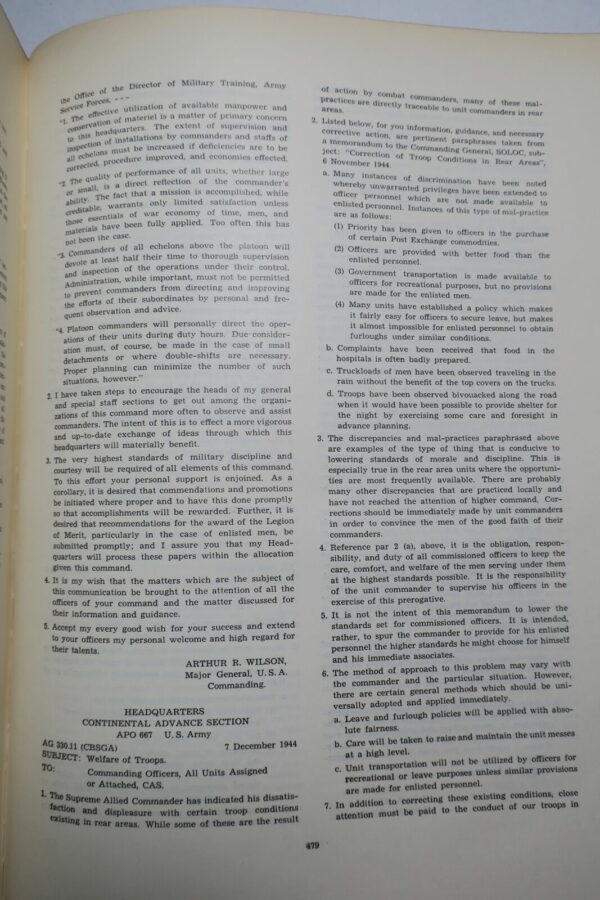 the Office of the Director of Military Training, Army
Service Forces, - - -
"1. The effective utilization of available manpower and
conservation of materiel is a matter of primary concern
to this headquarters. The extent of supervision and
inspection of installations by commanders and staffs of
all echelons must be increased if deficiencies are to be
corrected, procedure improved, and economies effected.
"2. The quality of performance of all units, whether large
or small, is a direct reflection of the commander's
ability. The fact that a mission is accomplished, while
creditable, warrants only limited satisfaction unless
those essentials of war economy of time, men, and
materials have been fully applied. Too often this has
not been the case.
"3. Commanders of all echelons above the platoon will
devote at least half their time to thorough supervision
and inspection of the operations under their control.
Administration, while important, must not be permitted
to prevent commanders from directing and improving
the efforts of their subordinates by personal and fre-
quent observation and advice.
"4. Platoon commanders will personally direct the oper-
ations of their units during duty hours. Due consider-
ation must, of course, be made in the case of small
detachments or where double-shifts are necessary.
Proper planning can minimize the number of such
situations, however."
2. I have taken steps to encourage the heads of my general
and special staff sections to get out among the organi-
zations of this command more often to observe and assist
commanders. The intent of this is to effect a more vigorous
and up-to-date exchange of ideas through which this
headquarters will materially benefit.
3. The very highest standards of military discipline and
courtesy will be required of all elements of this command.
To this effort your personal support is enjoined. As a
corollary, it is desired that commendations and promotions
be initiated where proper and to have this done promptly
so that accomplishments will be rewarded. Further, it is
desired that recommendations for the award of the Legion
of Merit, particularly in the case of enlisted men, be
submitted promptly; and I assure you that my Head-
quarters will process these papers within the allocation
given this command.
4. It is my wish that the matters which are the subject of
this communication be brought to the attention of all the
officers of your command and the matter discussed for
their information and guidance.
5. Accept my every good wish for your success and extend
to your officers my personal welcome and high regard for
their talents.
ARTHUR R. WILSON,
Major General, U. S. A.
Commanding.
HEADQUARTERS
CONTINENTAL ADVANCE SECTION
APO 667 U. S. Army
AG 330.11 (CBSGA) 7 December 1944
SUBJECT: Welfare of Troops.
TO: Commanding Officers, All Units Assigned
or Attached, CAS.
1. The Supreme Allied Commander has indicated his dissatis-
faction and displeasure with certain troop conditions
existing in rear areas. While some of these are the result
of action by combat commanders, many of these mal-
practices are directly traceable to unit commanders in rear
areas.
2. Listed below, for you information, guidance, and necessary
corrective action, are pertinent paraphrases taken from
a memorandum to the Commanding General, SOLOC, sub-
ject: "Correction of Troop Conditions in Rear Areas",
6 November 1944.
a. Many instances of discrimination have been noted
whereby unwarranted privileges have been extended to
officer personnel which are not made available to
enlisted personnel. Instances of this type of mal-practice
are as follows:
(1) Priority has been given to officers in the purchase
of certain Post Exchange commodities.
(2) Officers are provided with better food than the
enlisted personnel.
(3) Government transportation is made available to
officers for recreational purposes, but no provisions
are made for the enlisted men.
(4) Many units have established a policy which makes
it fairly easy for officers to secure leave, but makes
it almost impossible for enlisted personnel to obtain
furloughs under similar conditions.
b. Complaints have been received that food in the
hospitals is often badly prepared.
c. Truckloads of men have been observed traveling in the
rain without the benefit of the top covers on the trucks.
d. Troops have been observed bivouacked along the road
when it would have been possible to provide shelter for
the night by exercising some care and foresight in
advance planning.
3. The discrepancies and mal-practices paraphrased above
are examples of the type of thing that is conducive to
lowering standards of morale and discipline. This is
especially true in the rear area units where the opportuni-
ties are most frequently available. There are probably
many other discrepancies that are practiced locally and
have not reached the attention of higher command. Cor-
rections should be immediately made by unit commanders
in order to convince the men of the good faith of their
commanders.
4. Reference par 2 (a), above, it is the obligation, respon-
sibility, and duty of all commissioned officers to keep the
care, comfort, and welfare of the men serving under them
at the highest standards possible. It is the responsibility
of the unit commander to supervise his officers in the
exercise of this prerogative.
5. It is not the intent of this memorandum to lower the
standards set for commissioned officers. It is intended,
rather, to spur the commander to provide for his enlisted
personnel the higher standards he might choose for himself
and his immediate associates.
6. The method of approach to this problem may vary with
the commander and the particular situation. However,
there are certain general methods which should be uni-
versally adopted and applied immediately.
a. Leave and furlough policies will be applied with abso-
lute fairness.
b. Care will be taken to raise and maintain the unit messes
at a high level.
c. Unit transportation will not be utilized by officers for
recreational or leave purposes unless similar provisions
are made for enlisted personnel.
7. In addition to correcting these existing conditions, close
attention must be paid to the conduct of our troops in
479